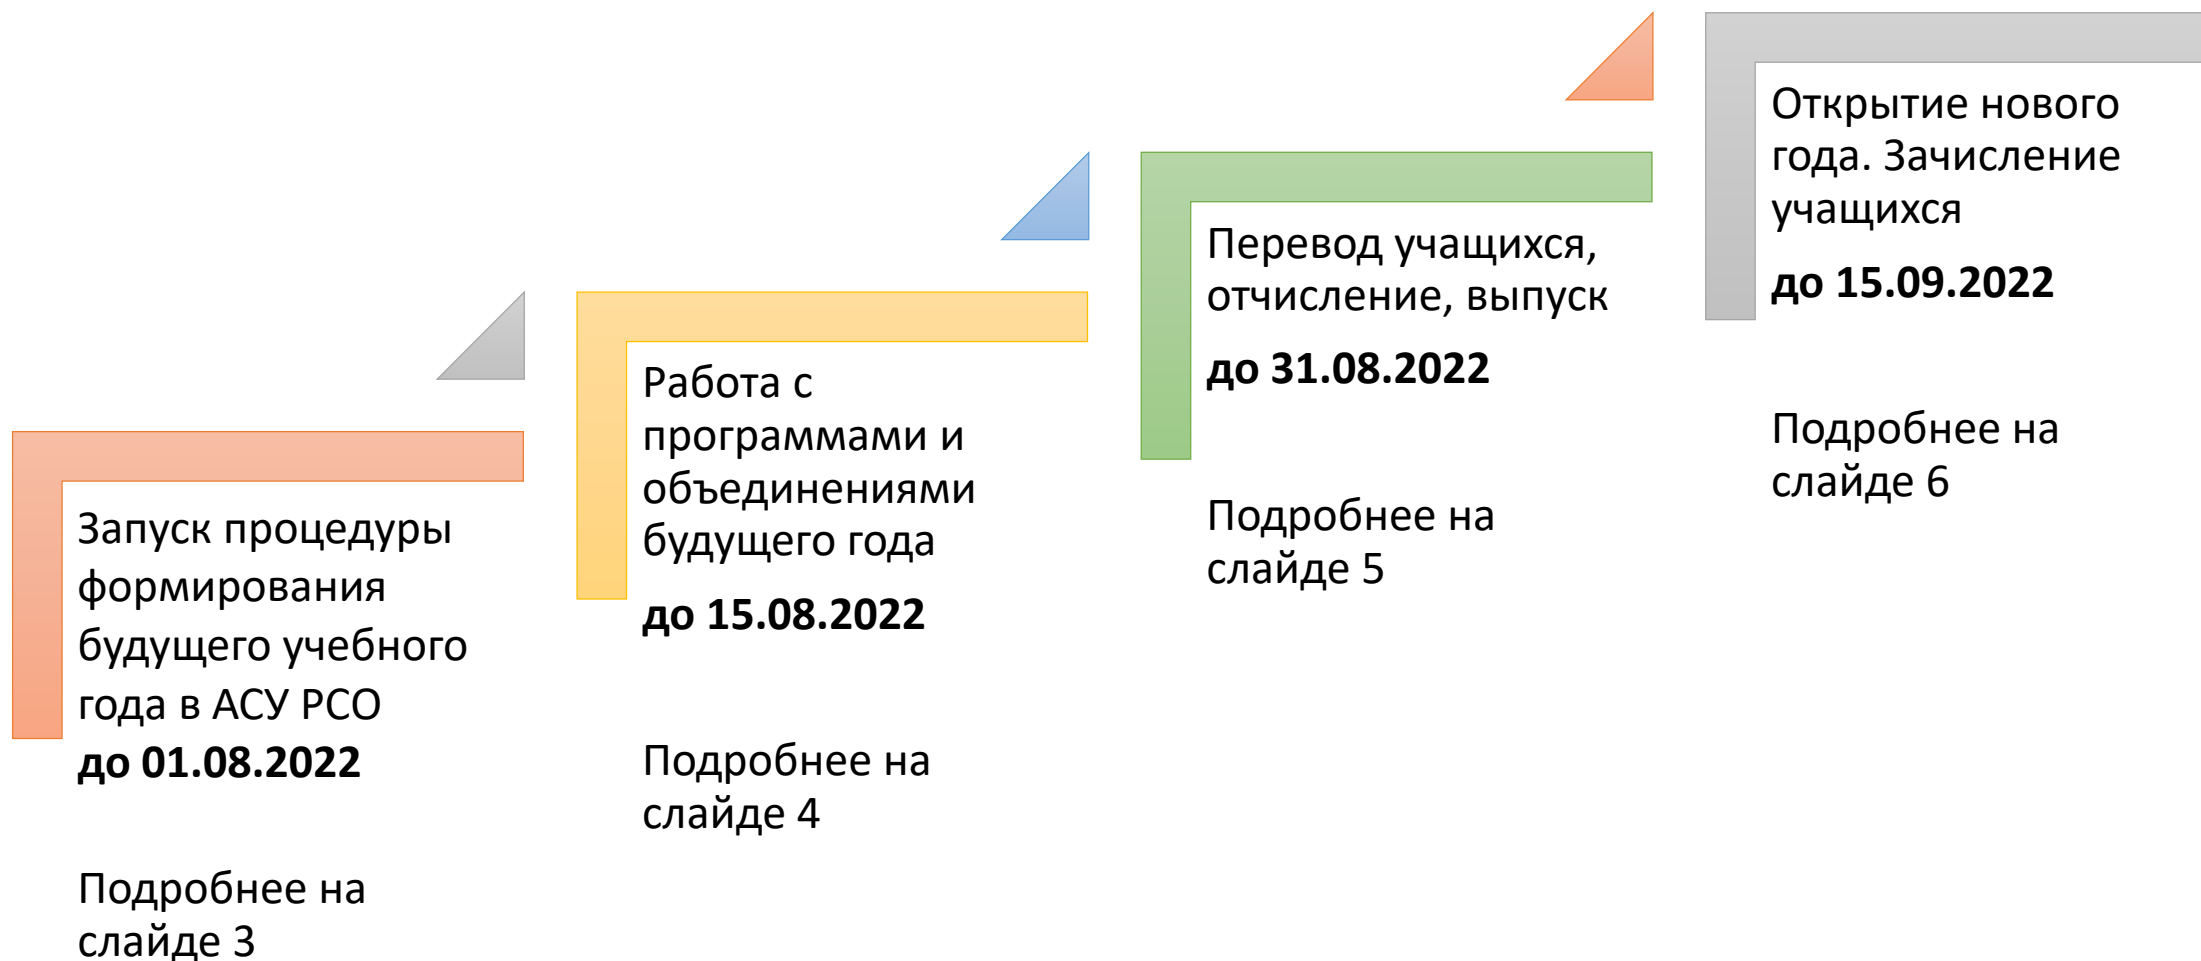 Запуск процедуры
формирования
будущего учебного
года в АСУ РСО
до 01.08.2022
Подробнее на
слайде 3
Работа с
программами и
объединениями
будущего года
до 15.08.2022
Подробнее на
слайде 4
Перевод учащихся,
отчисление, выпуск
до 31.08.2022
Подробнее на
слайде 5
Открытие нового
года. Зачисление
учащихся
до 15.09.2022
Подробнее на
слайде 6